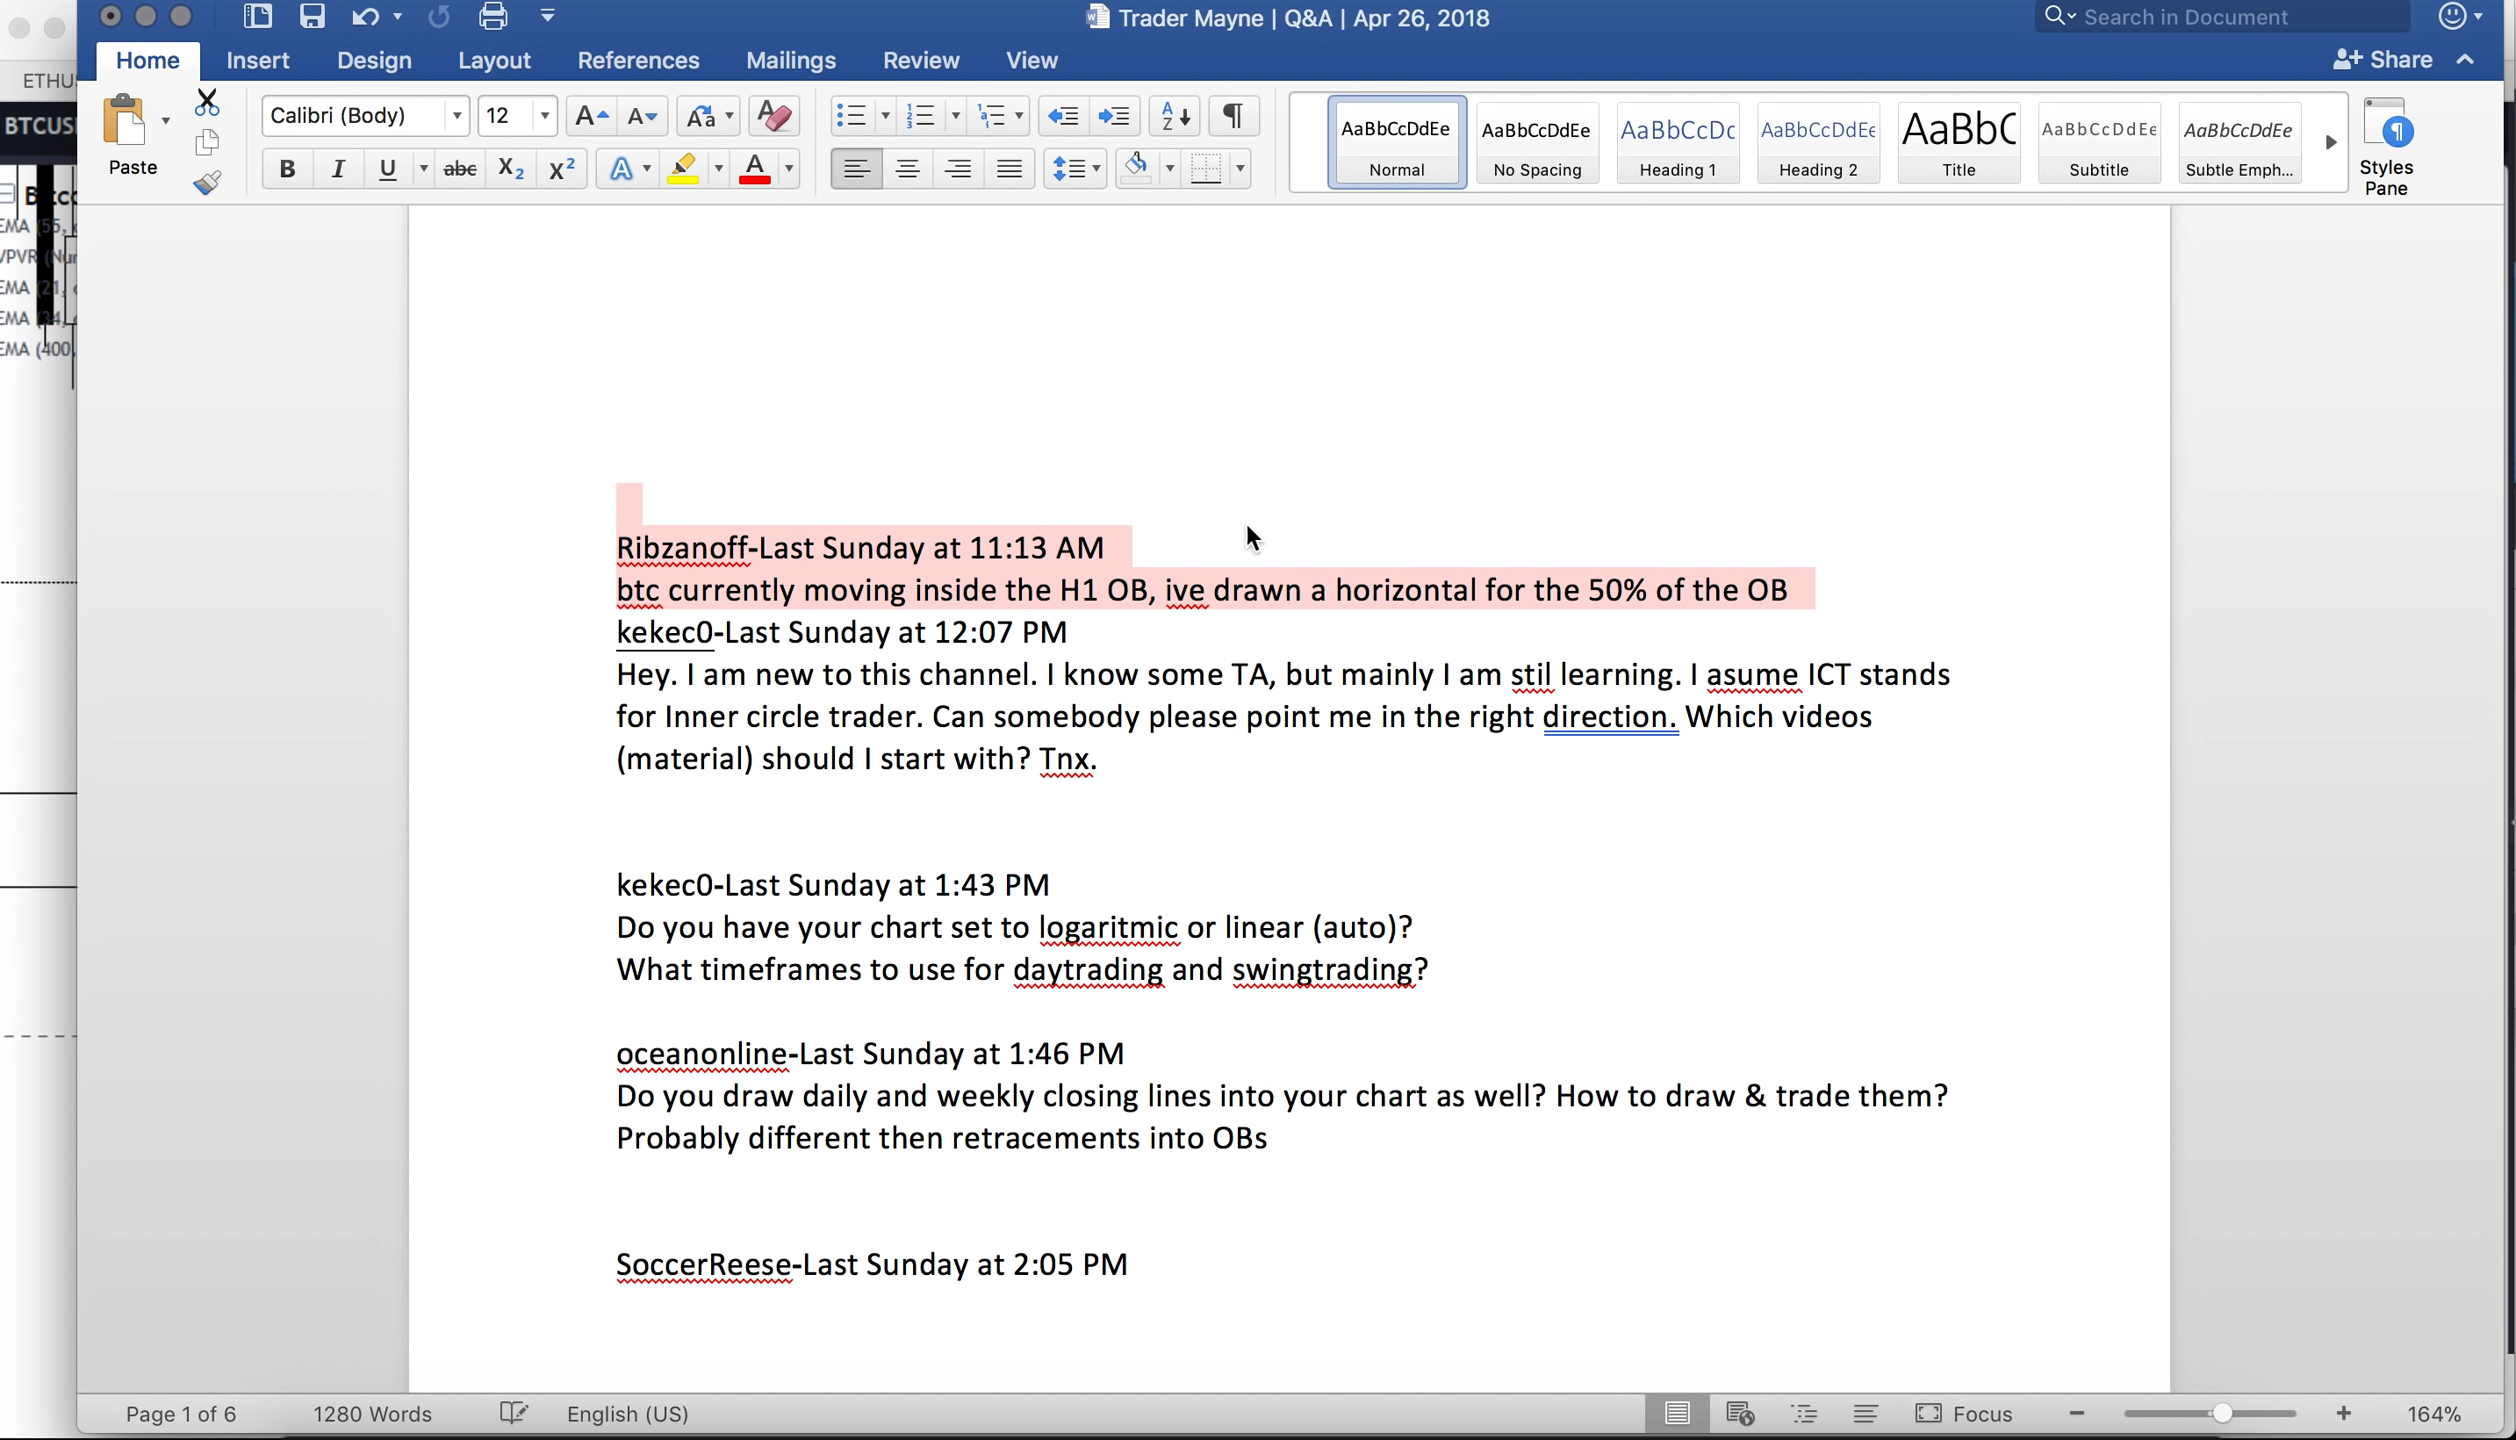 Trader Mayne | Q&A | Apr 26, 2018
Search in Document
Home Insert Design Layout References Mailings Review View
Share
ETHUS
BTCUS
Paste
Calibri (Body) 12
Aa
B I U abc X2 X2 A A
AaBbCcDdEe AaBbCcDdEe AaBbCcDc AaBbCcDdEe AaBbC AaBbCcDdEe AaBbCcDdEe
Normal No Spacing Heading 1 Heading 2 Title Subtitle Subtle Emph...
Styles Pane
EMA (55,
VPVR (Nur
EMA (21,
EMA (34,
EMA (400,
Ribzanoff-Last Sunday at 11:13 AM
btc currently moving inside the H1 OB, ive drawn a horizontal for the 50% of the OB
kekec0-Last Sunday at 12:07 PM
Hey. I am new to this channel. I know some TA, but mainly I am stil learning. I asume ICT stands
for Inner circle trader. Can somebody please point me in the right direction. Which videos
(material) should I start with? Tnx.
kekec0-Last Sunday at 1:43 PM
Do you have your chart set to logaritmic or linear (auto)?
What timeframes to use for daytrading and swingtrading?
oceanonline-Last Sunday at 1:46 PM
Do you draw daily and weekly closing lines into your chart as well? How to draw & trade them?
Probably different then retracements into OBs
SoccerReese-Last Sunday at 2:05 PM
Page 1 of 6 1280 Words English (US) Focus 164%